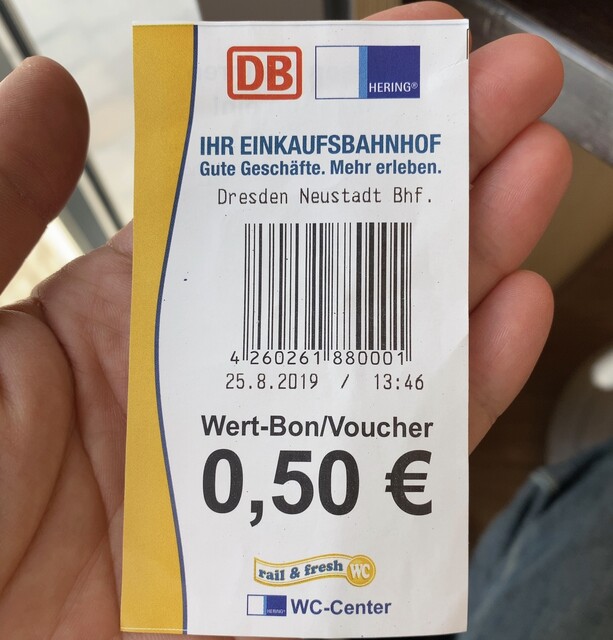 DB HERING®
IHR EINKAUFSBAHNHOF
Gute Geschäfte. Mehr erleben.
Dresden Neustadt Bhf.
4 260261 880001
25.8.2019 / 13:46
Wert-Bon/Voucher
0,50 €
rail & fresh WC
HERING WC-Center